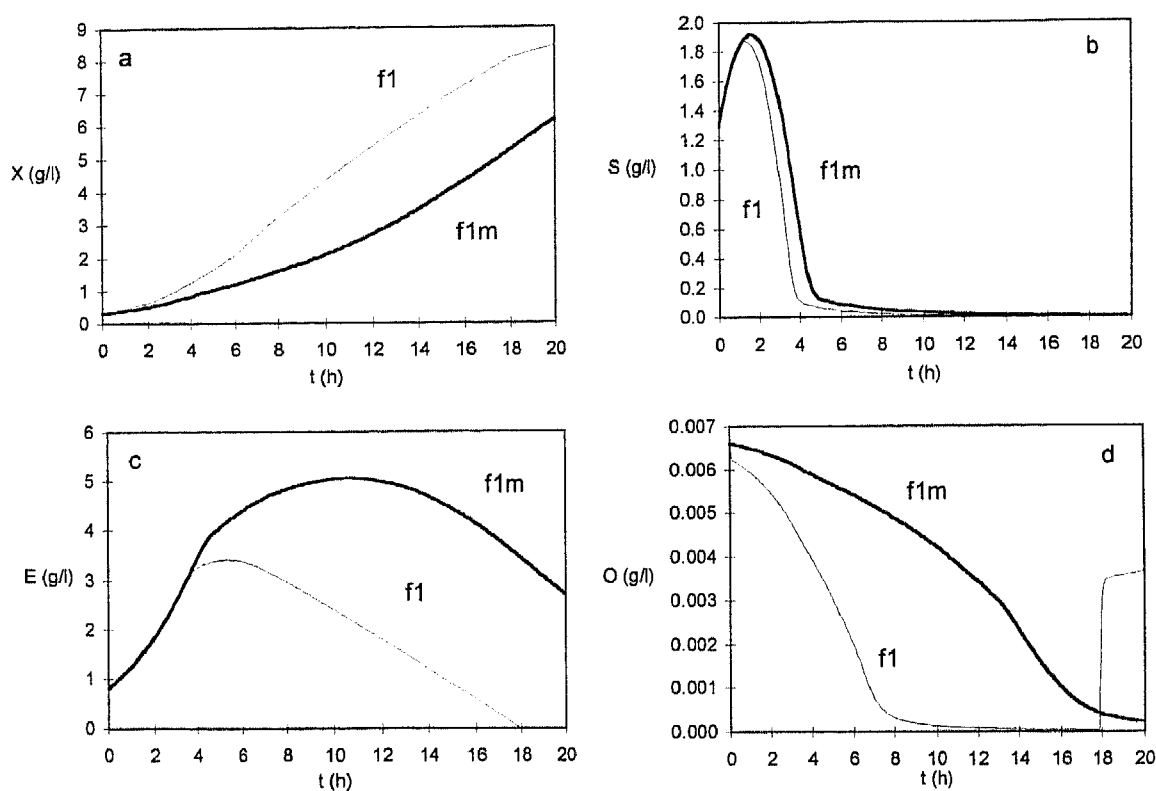 9
8
7
6
5
4
3
2
1
0
X (g/l)
a
f1
f1m
0 2 4 6 8 10 12 14 16 18 20
t (h)
2.0
1.8
1.6
1.4
1.2
1.0
0.8
0.6
0.4
0.2
0.0
S (g/l)
b
f1m
f1
0 2 4 6 8 10 12 14 16 18 20
t (h)
6
5
4
3
2
1
0
E (g/l)
c
f1m
f1
0 2 4 6 8 10 12 14 16 18 20
t (h)
0.007
0.006
0.005
0.004
0.003
0.002
0.001
0.000
O (g/l)
d
f1m
f1
0 2 4 6 8 10 12 14 16 18 20
t (h)